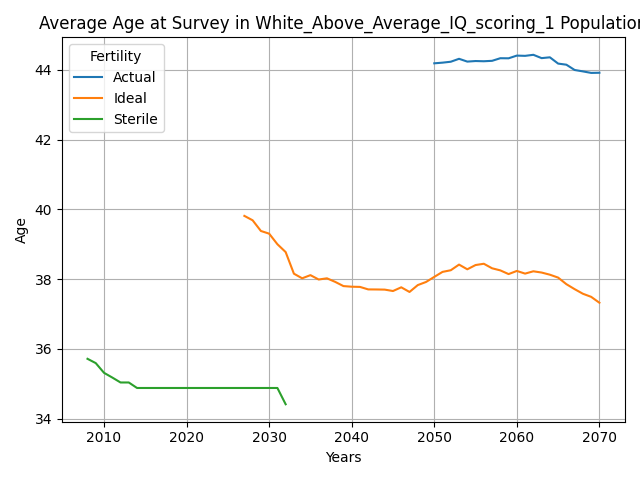 Average Age at Survey in White_Above_Average_IQ_scoring_1 Population
Fertility
Actual
Ideal
Sterile
44
42
40
38
36
34
Age
2010 2020 2030 2040 2050 2060 2070
Years